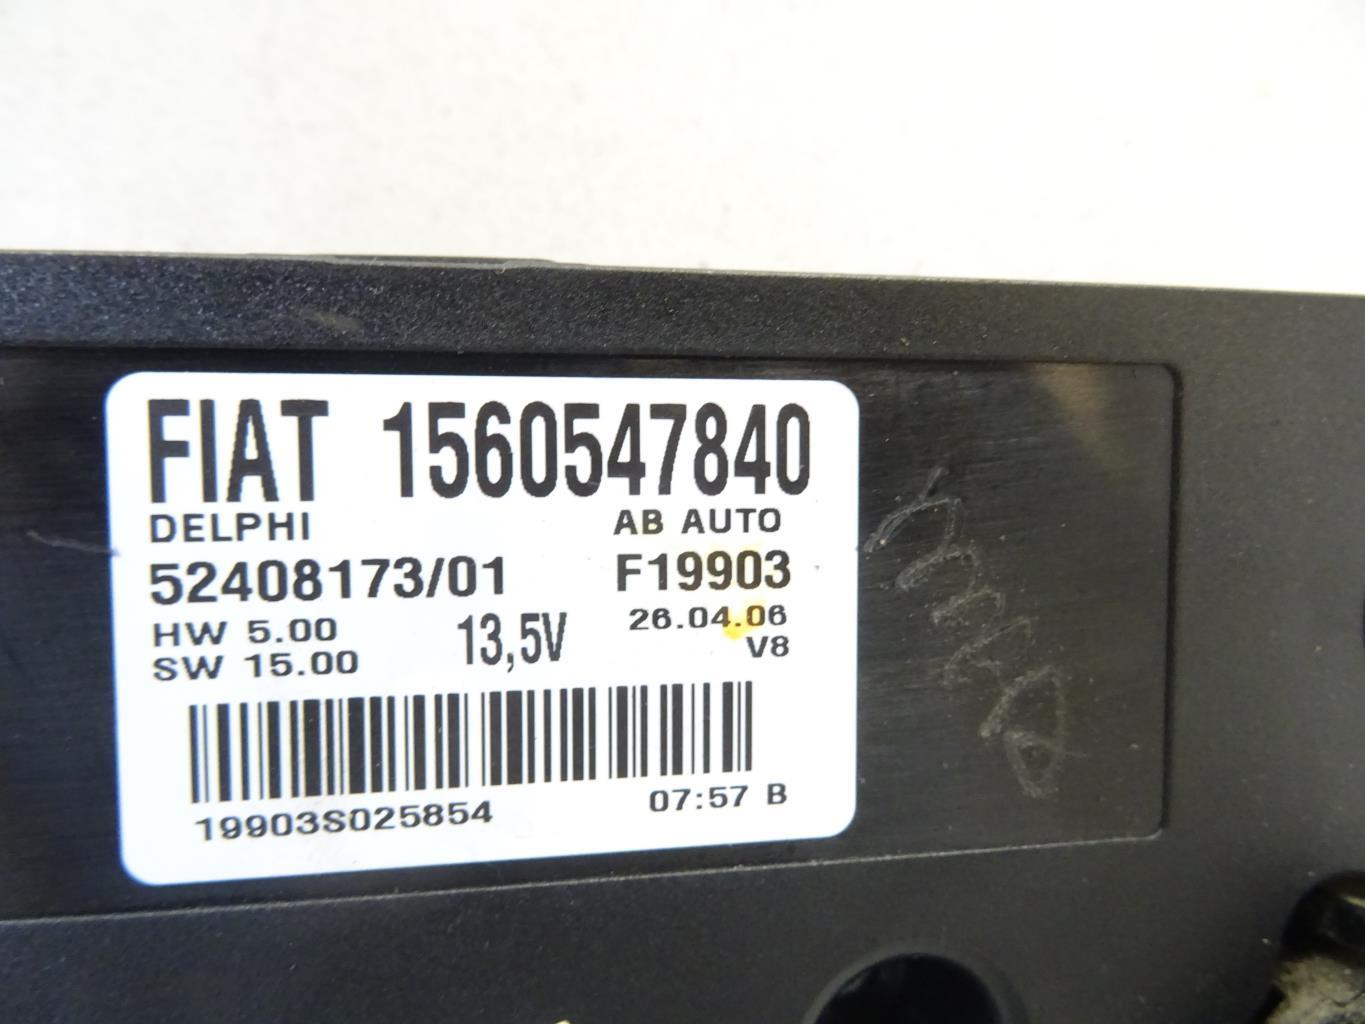 FIAT 1560547840
DELPHI AB AUTO
52408173/01 F19903
HW 5.00 13,5V 26.04.06
SW 15.00 V8
19903S025854 07:57 B